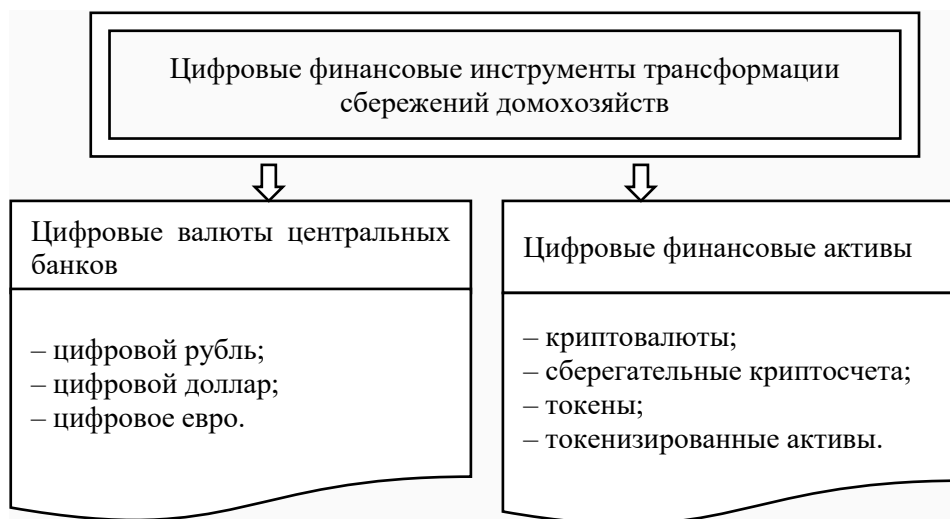 Цифровые финансовые инструменты трансформации
сбережений домохозяйств
Цифровые валюты центральных
банков
– цифровой рубль;
– цифровой доллар;
– цифровое евро.
Цифровые финансовые активы
– криптовалюты;
– сберегательные криптосчета;
– токены;
– токенизированные активы.